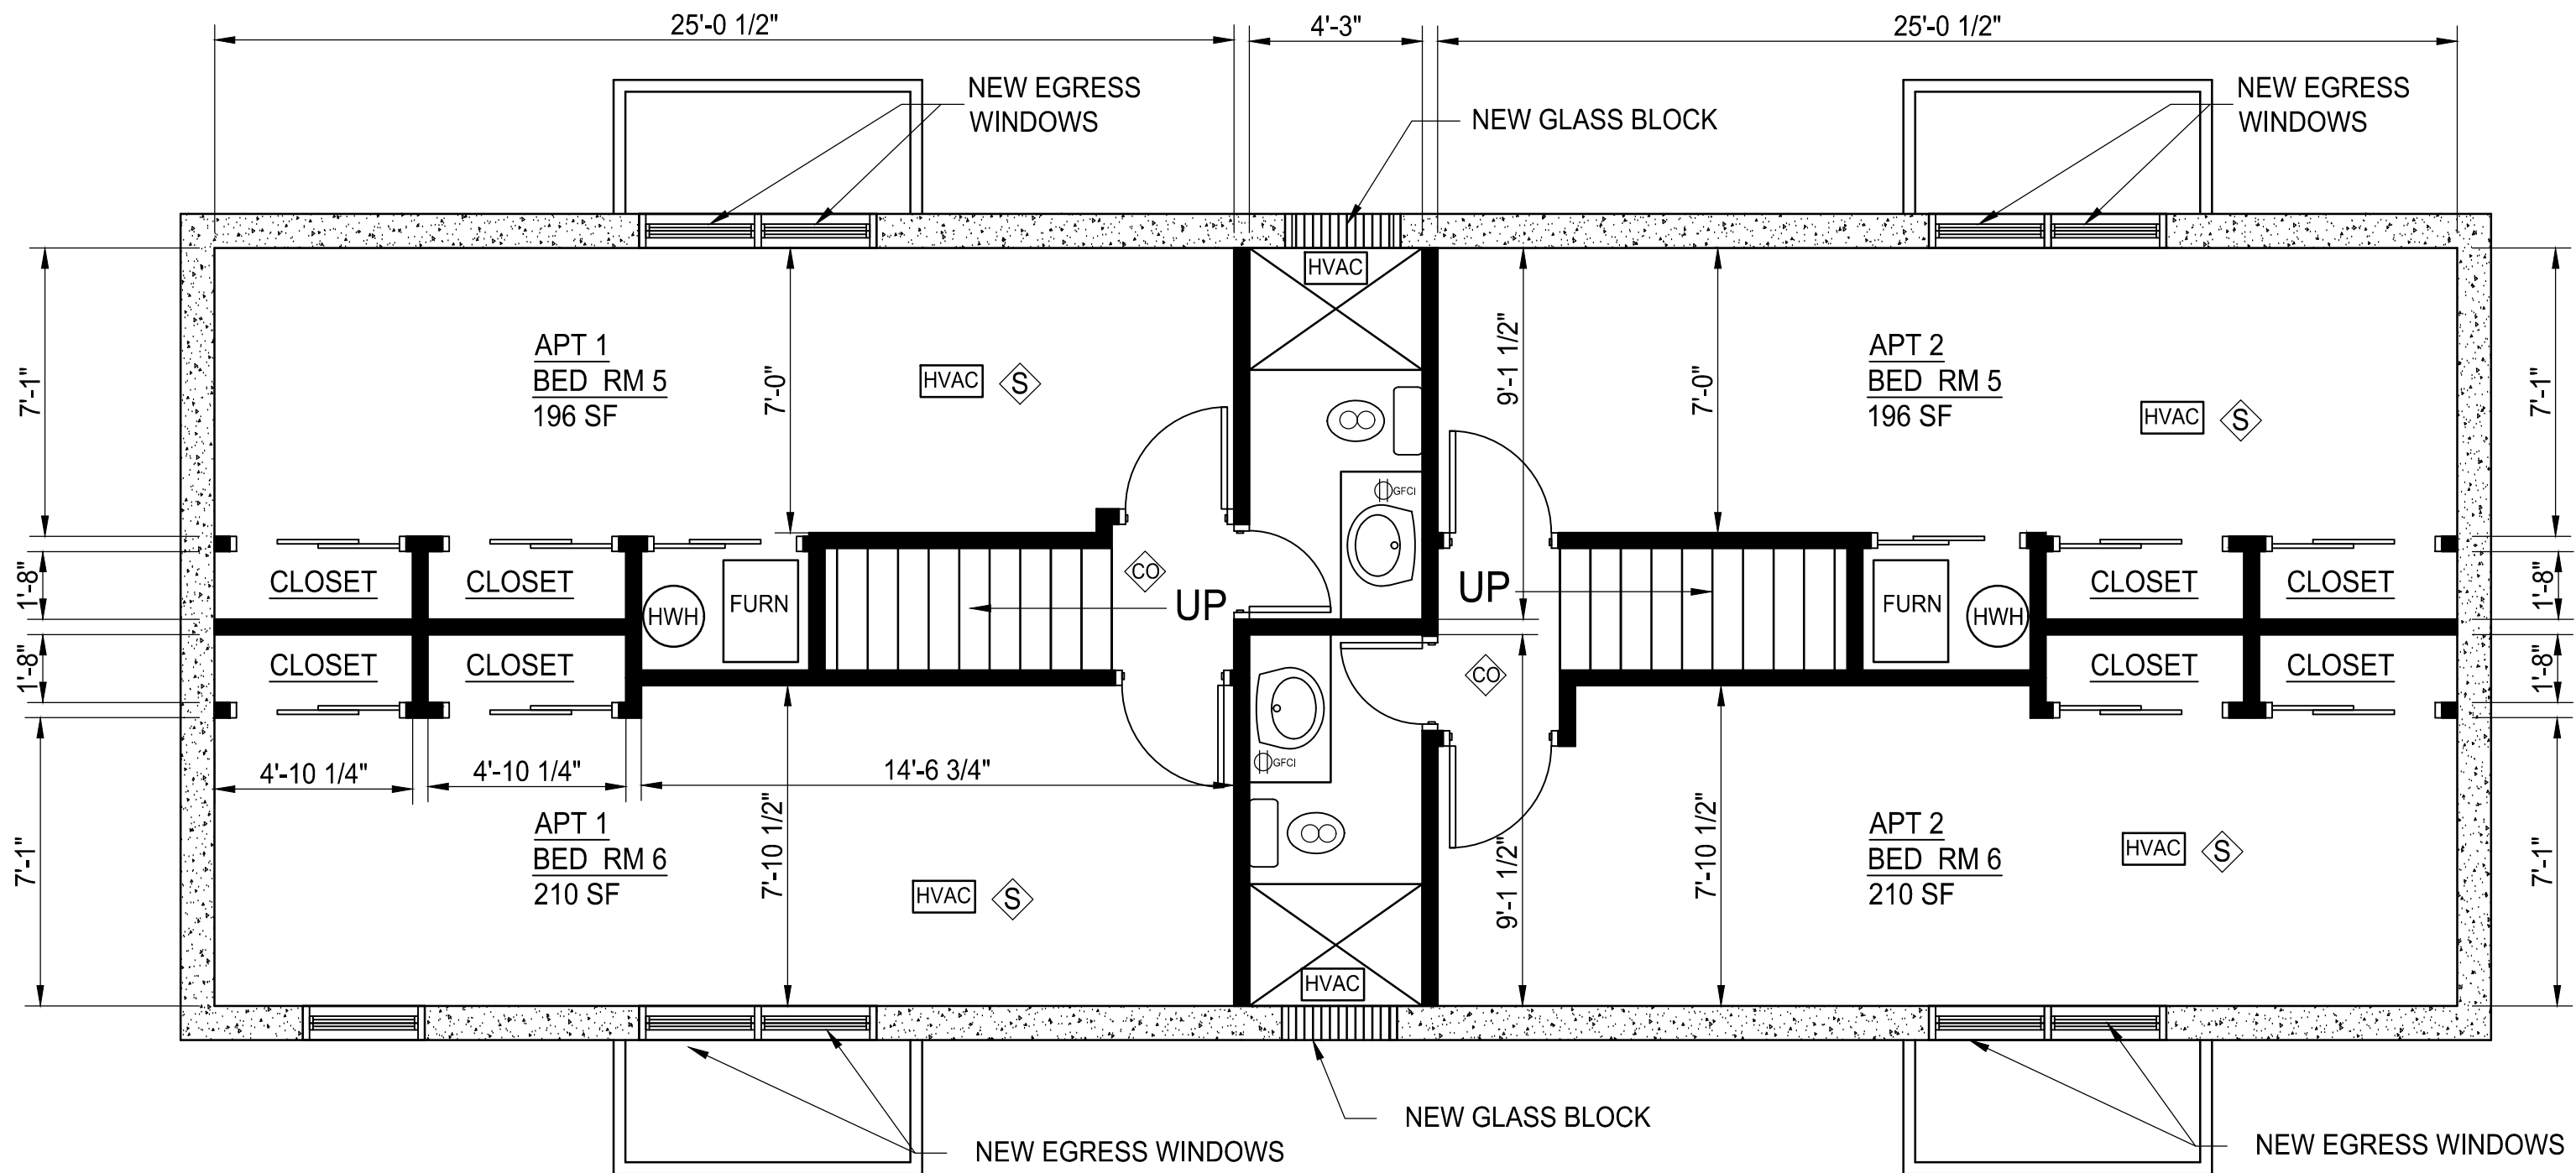 25'-0 1/2"
4'-3"
25'-0 1/2"
NEW EGRESS
WINDOWS
NEW GLASS BLOCK
NEW EGRESS
WINDOWS
HVAC
APT 1
BED RM 5
196 SF
HVAC
S
7'-1"
7'-0"
9'-1 1/2"
7'-0"
APT 2
BED RM 5
196 SF
HVAC
S
7'-1"
GFCI
CLOSET
CLOSET
1'-8"
HWH
FURN
CO
UP
UP
FURN
HWH
CLOSET
CLOSET
1'-8"
CLOSET
CLOSET
1'-8"
CO
CLOSET
CLOSET
1'-8"
GFCI
4'-10 1/4"
4'-10 1/4"
14'-6 3/4"
APT 1
BED RM 6
210 SF
7'-1"
7'-10 1/2"
HVAC
S
9'-1 1/2"
7'-10 1/2"
APT 2
BED RM 6
210 SF
HVAC
S
7'-1"
HVAC
NEW GLASS BLOCK
NEW EGRESS WINDOWS
NEW EGRESS WINDOWS